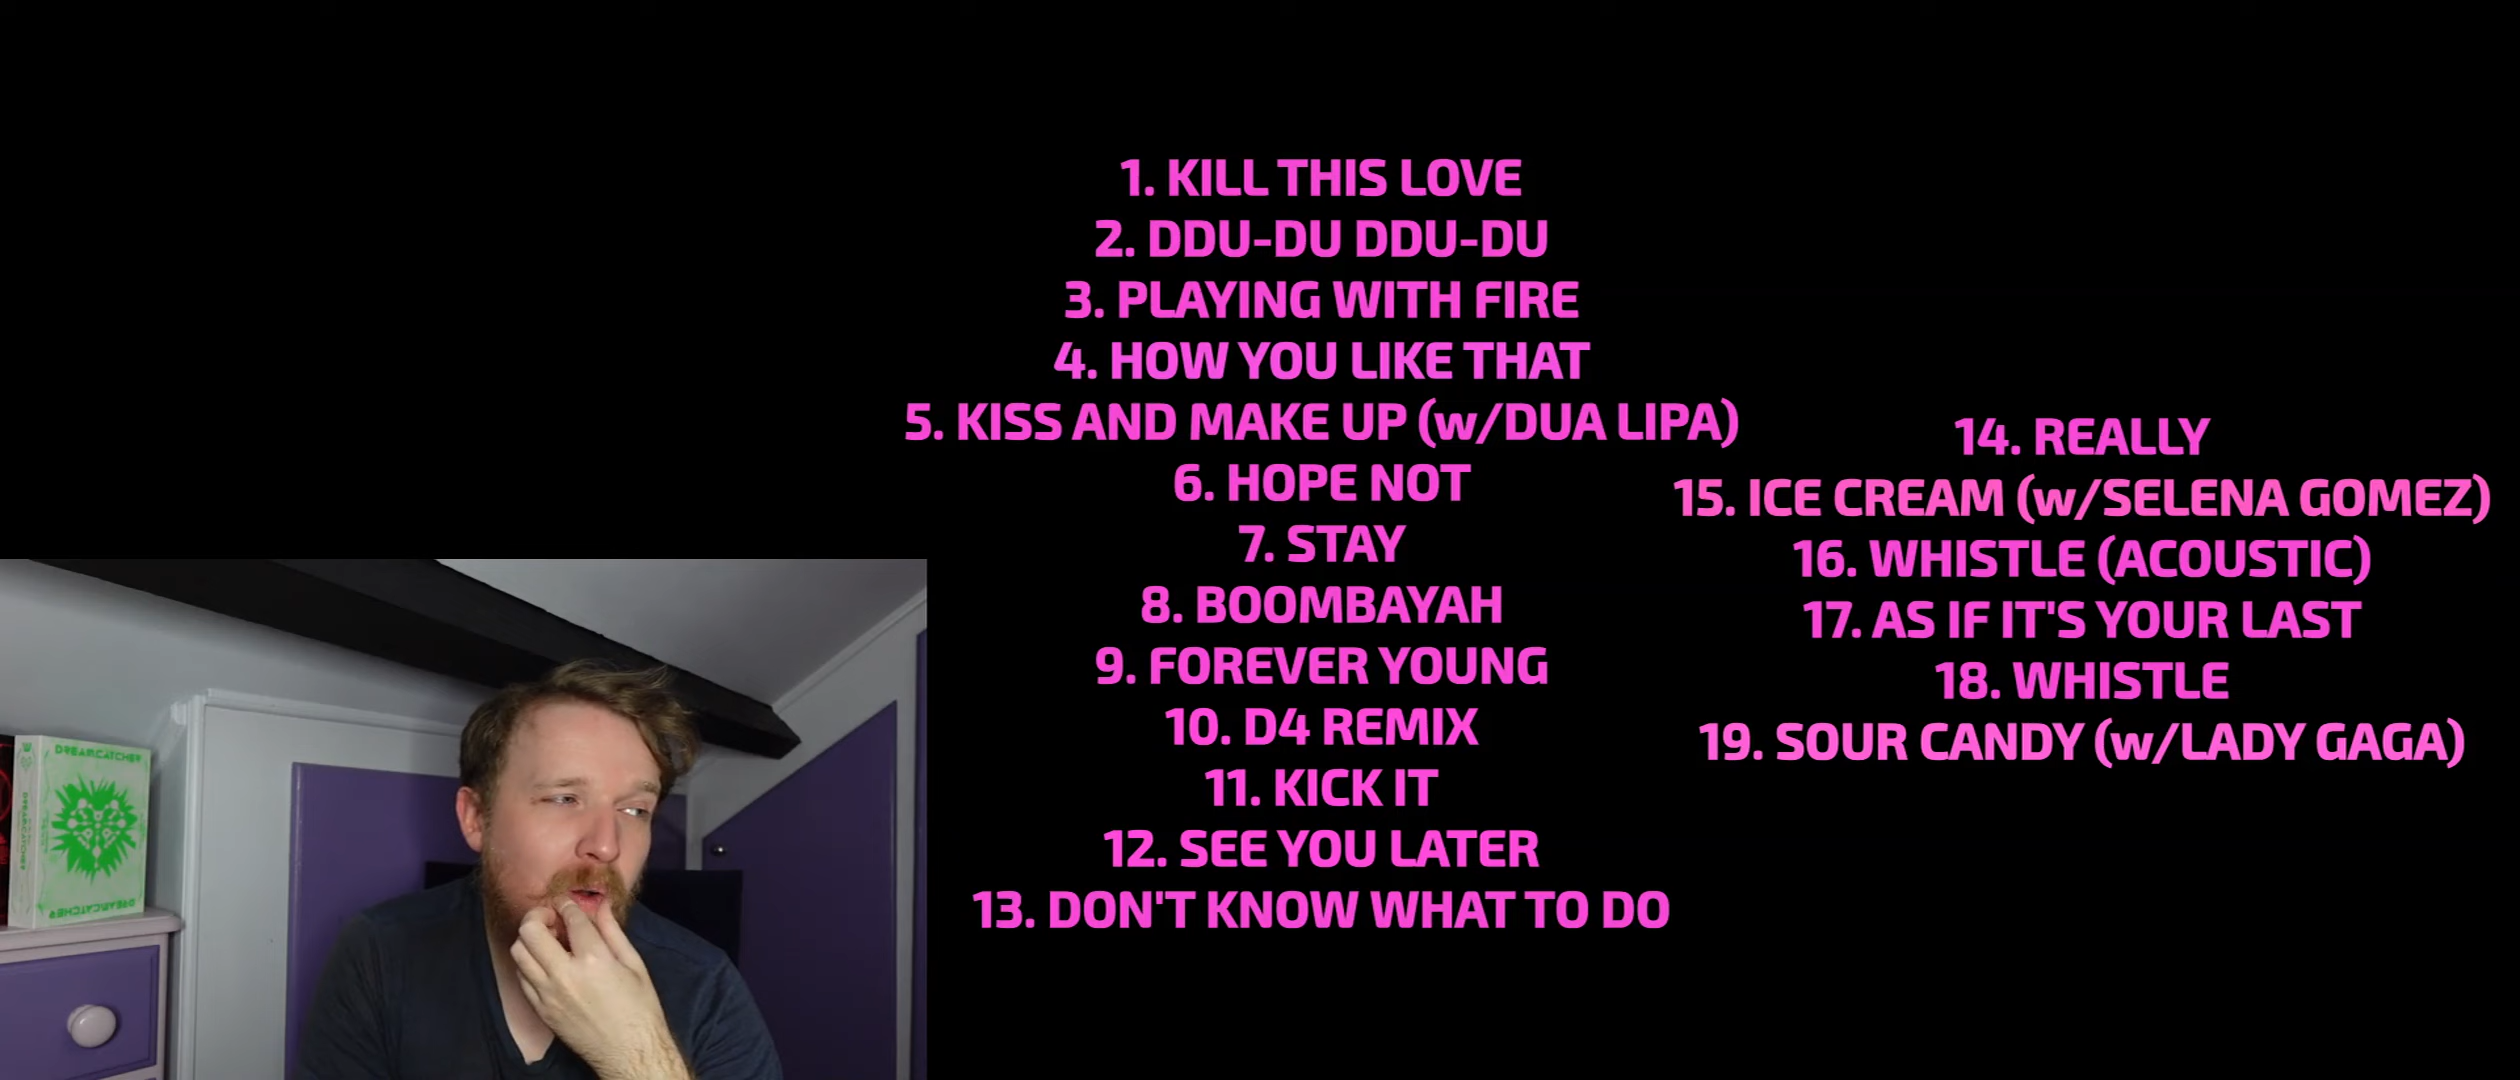 1. KILL THIS LOVE
2. DDU-DU DDU-DU
3. PLAYING WITH FIRE
4. HOW YOU LIKE THAT
5. KISS AND MAKE UP (w/DUA LIPA)
6. HOPE NOT
7. STAY
8. BOOMBAYAH
9. FOREVER YOUNG
10. D4 REMIX
11. KICK IT
12. SEE YOU LATER
13. DON'T KNOW WHAT TO DO
14. REALLY
15. ICE CREAM (w/SELENA GOMEZ)
16. WHISTLE (ACOUSTIC)
17. AS IF IT'S YOUR LAST
18. WHISTLE
19. SOUR CANDY (w/LADY GAGA)
DREAMCATCHER
DREAMCATCHER
DREAMCATCHER